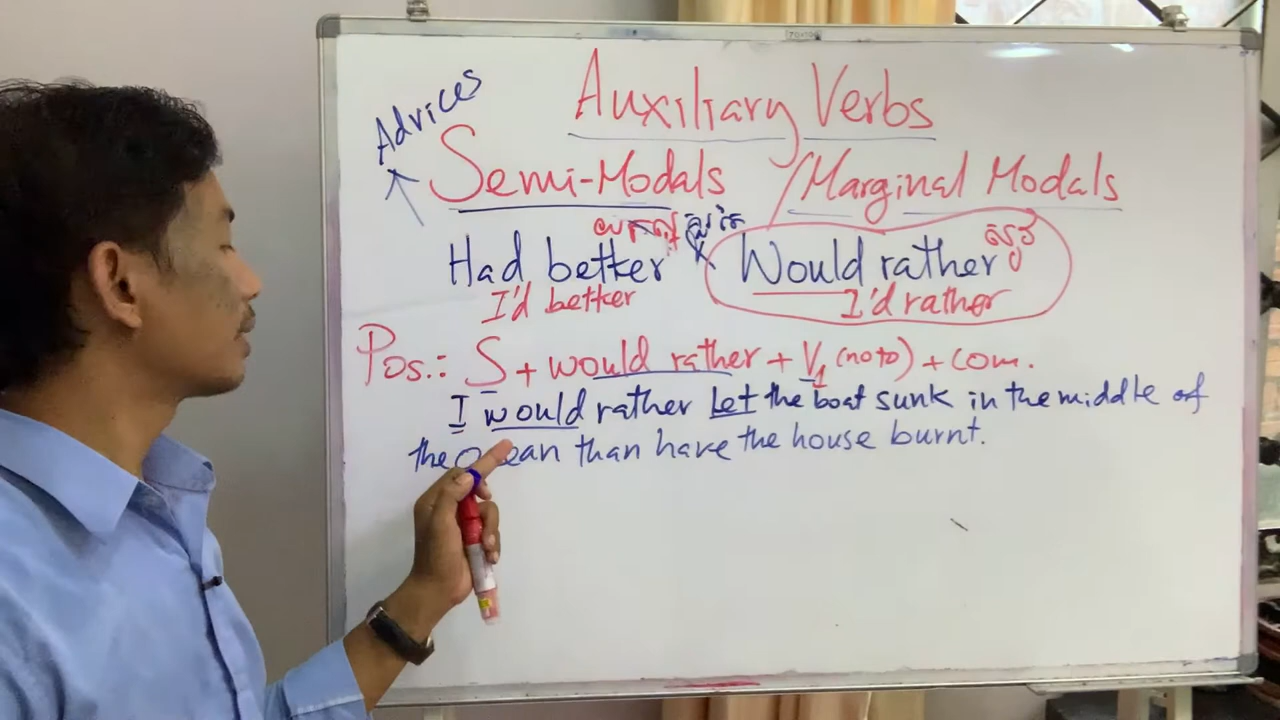 Auxiliary Verbs
Advices
Semi-Modals / Marginal Modals
Had better Would rather
I'd better I'd rather
Pos.: S + would rather + V1 (no to) + com.
I would rather Let the boat sunk in the middle of
the ocean than have the house burnt.